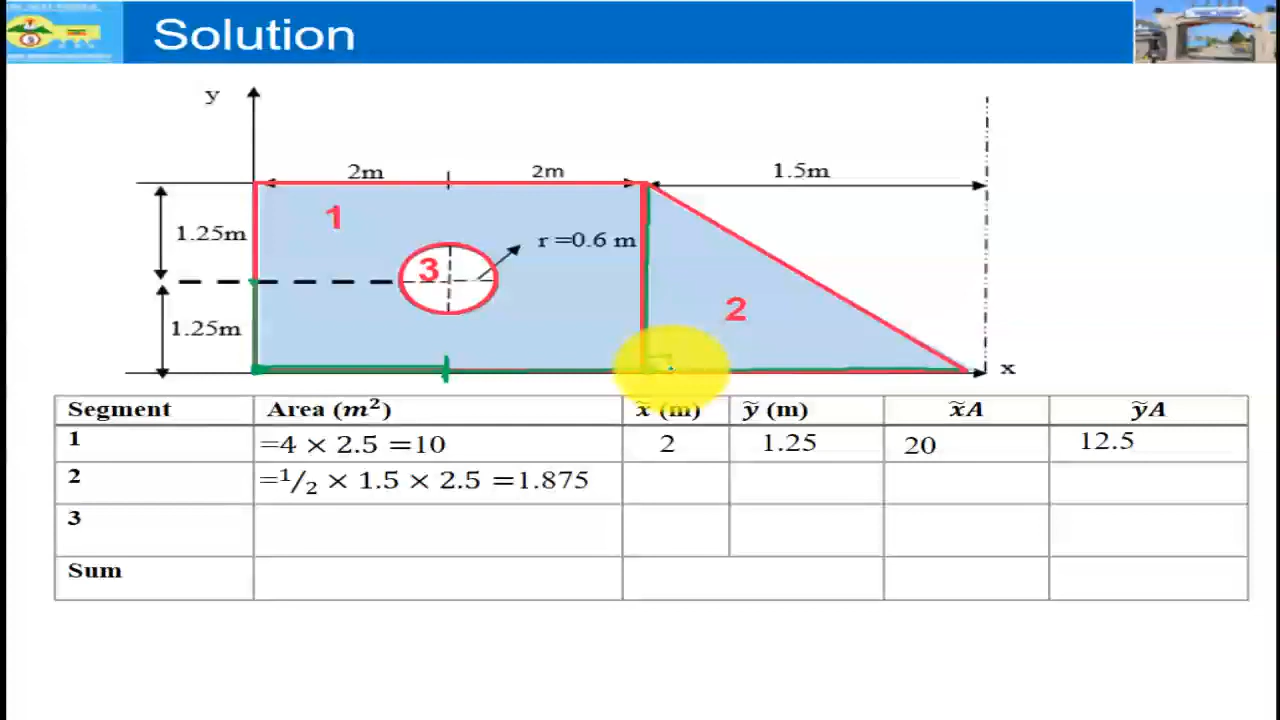 Solution
y
2m 2m 1.5m
1.25m
1
r =0.6 m
3
2
1.25m
x
Segment Area (m²) x̃ (m) ỹ (m) x̃A ỹA
1 =4 × 2.5 =10 2 1.25 20 12.5
2 =1/2 × 1.5 × 2.5 =1.875
3
Sum